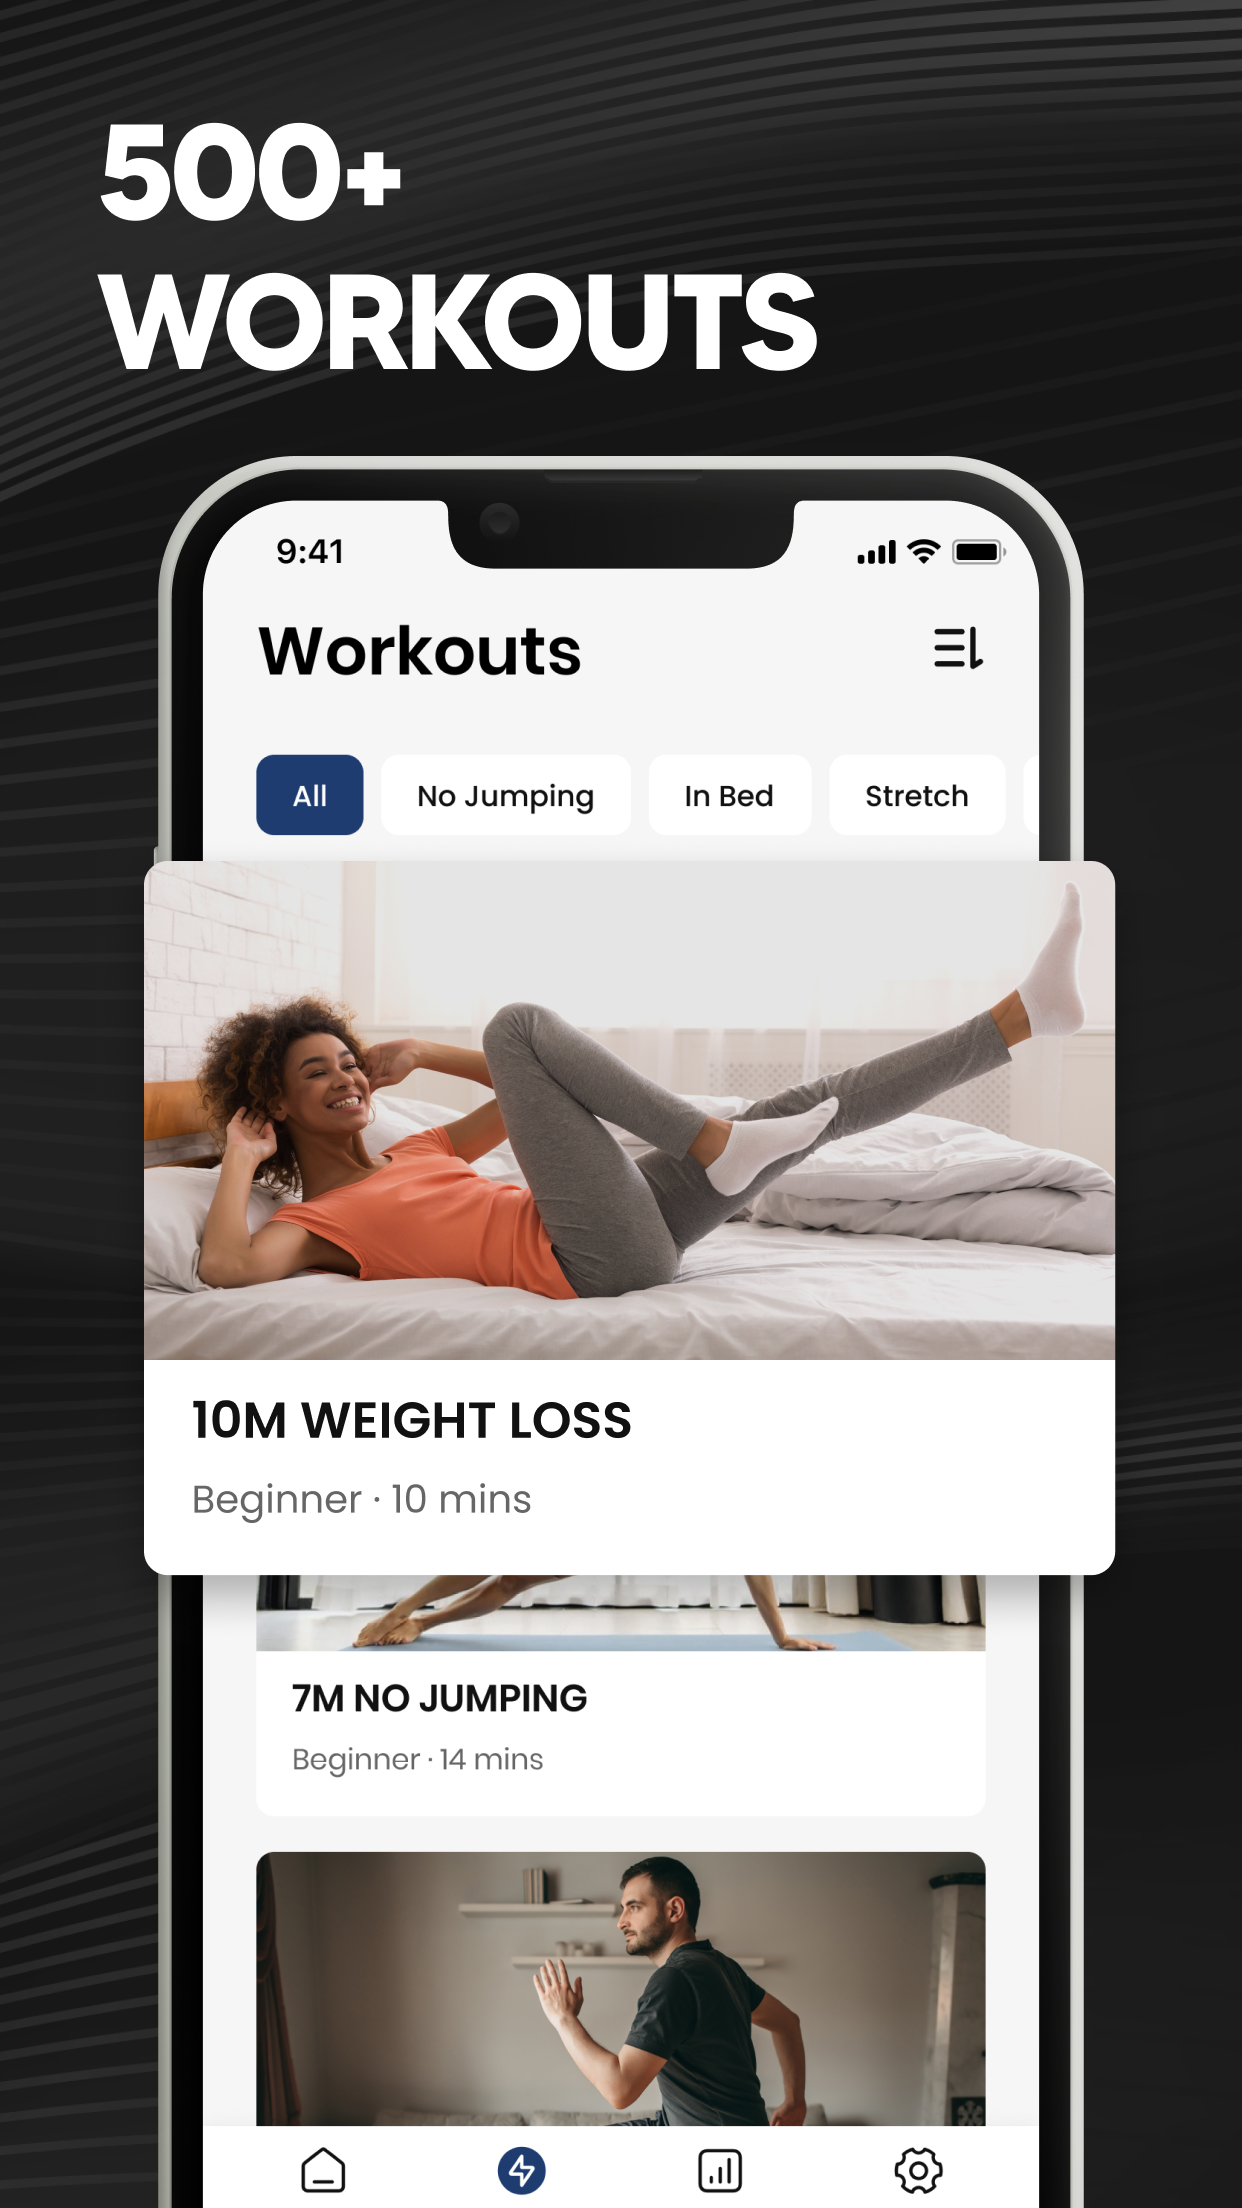 500+
WORKOUTS
9:41
Workouts
All
No Jumping
In Bed
Stretch
10M WEIGHT LOSS
Beginner · 10 mins
7M NO JUMPING
Beginner · 14 mins